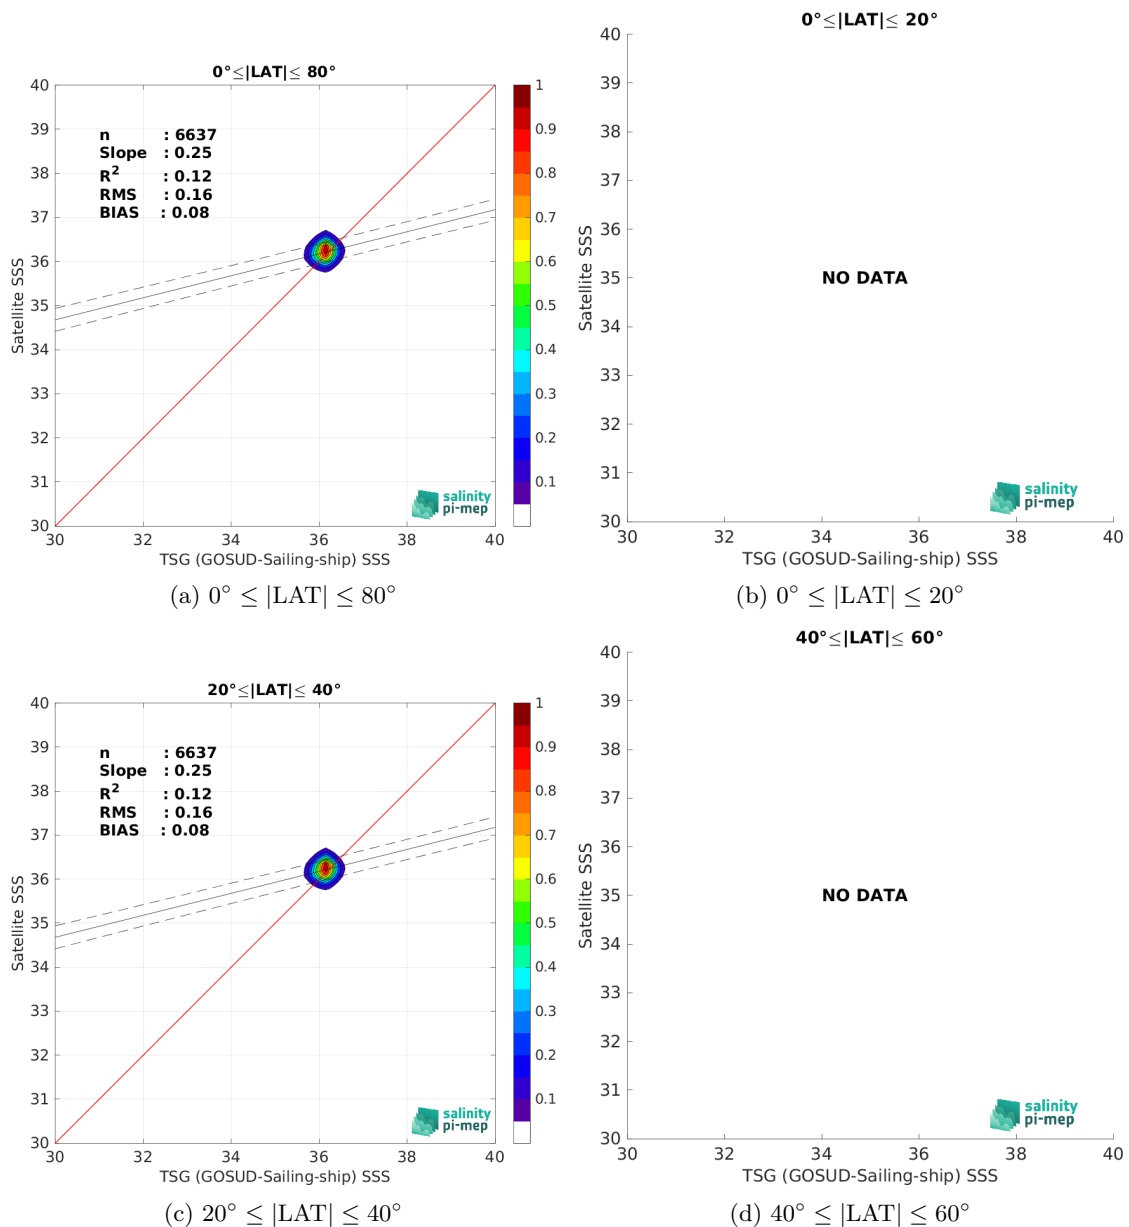 0°≤|LAT|≤ 80°
40
39
38
37
36
35
34
33
32
31
30
Satellite SSS
n : 6637
Slope : 0.25
R² : 0.12
RMS : 0.16
BIAS : 0.08
salinity
pi-mep
30 32 34 36 38 40
TSG (GOSUD-Sailing-ship) SSS
1
0.9
0.8
0.7
0.6
0.5
0.4
0.3
0.2
0.1
(a) 0° ≤ |LAT| ≤ 80°
0°≤|LAT|≤ 20°
40
39
38
37
36
35
34
33
32
31
30
Satellite SSS
NO DATA
salinity
pi-mep
30 32 34 36 38 40
TSG (GOSUD-Sailing-ship) SSS
(b) 0° ≤ |LAT| ≤ 20°
20°≤|LAT|≤ 40°
40
39
38
37
36
35
34
33
32
31
30
Satellite SSS
n : 6637
Slope : 0.25
R² : 0.12
RMS : 0.16
BIAS : 0.08
salinity
pi-mep
30 32 34 36 38 40
TSG (GOSUD-Sailing-ship) SSS
1
0.9
0.8
0.7
0.6
0.5
0.4
0.3
0.2
0.1
(c) 20° ≤ |LAT| ≤ 40°
40°≤|LAT|≤ 60°
40
39
38
37
36
35
34
33
32
31
30
Satellite SSS
NO DATA
salinity
pi-mep
30 32 34 36 38 40
TSG (GOSUD-Sailing-ship) SSS
(d) 40° ≤ |LAT| ≤ 60°